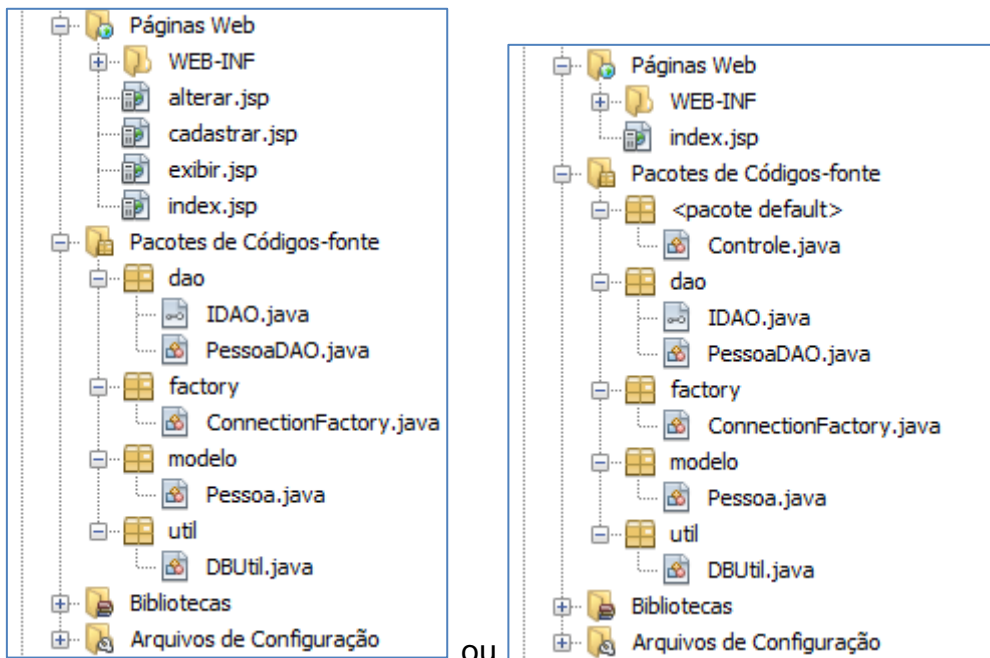 Páginas Web
WEB-INF
alterar.jsp
cadastrar.jsp
exibir.jsp
index.jsp
Pacotes de Códigos-fonte
dao
IDAO.java
PessoaDAO.java
factory
ConnectionFactory.java
modelo
Pessoa.java
util
DBUtil.java
Bibliotecas
Arquivos de Configuração
ou
Páginas Web
WEB-INF
index.jsp
Pacotes de Códigos-fonte
<pacote default>
Controle.java
dao
IDAO.java
PessoaDAO.java
factory
ConnectionFactory.java
modelo
Pessoa.java
util
DBUtil.java
Bibliotecas
Arquivos de Configuração